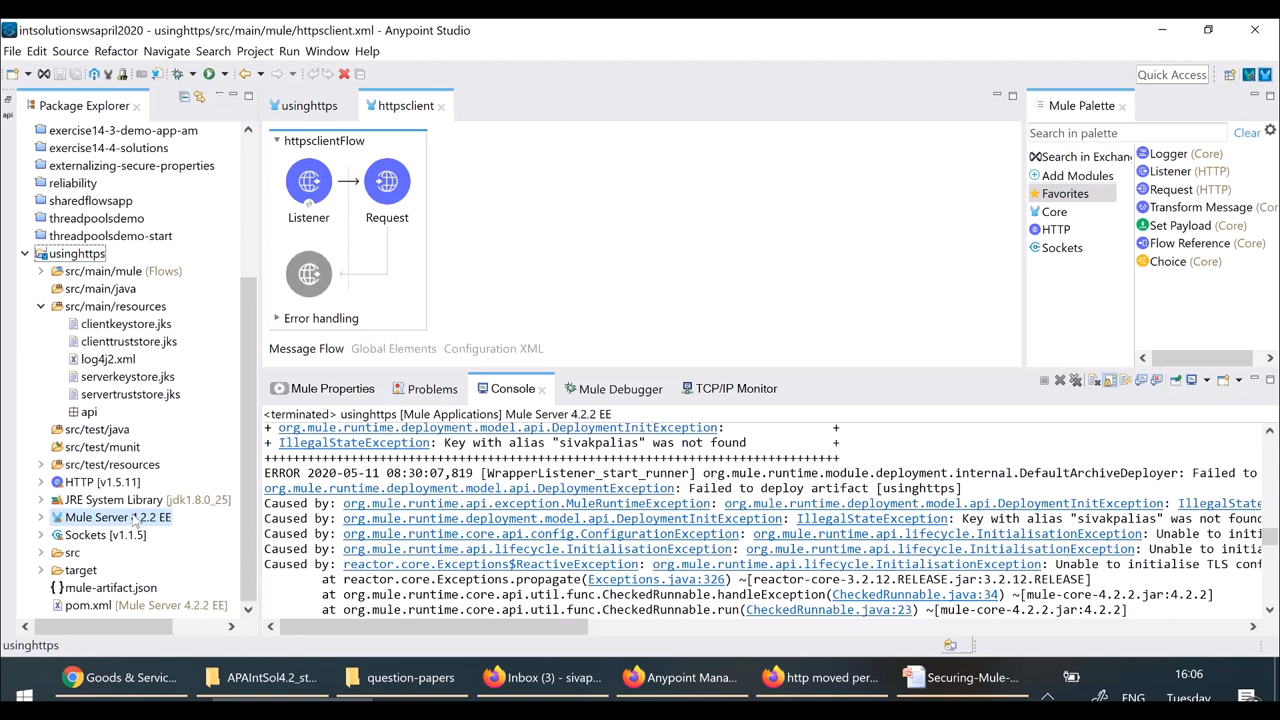 intsolutionswsapril2020 - usinghttps/src/main/mule/httpsclient.xml - Anypoint Studio
File Edit Source Refactor Navigate Search Project Run Window Help
Quick Access
Package Explorer
usinghttps
httpsclient
Mule Palette
api
exercise14-3-demo-app-am
exercise14-4-solutions
externalizing-secure-properties
reliability
sharedflowsapp
threadpoolsdemo
threadpoolsdemo-start
usinghttps
src/main/mule (Flows)
src/main/java
src/main/resources
clientkeystore.jks
clienttruststore.jks
log4j2.xml
serverkeystore.jks
servertruststore.jks
api
src/test/java
src/test/munit
src/test/resources
HTTP [v1.5.11]
JRE System Library [jdk1.8.0_25]
Mule Server 4.2.2 EE
Sockets [v1.1.5]
src
target
mule-artifact.json
pom.xml [Mule Server 4.2.2 EE]
httpsclientFlow
Listener
Request
Error handling
Message Flow Global Elements Configuration XML
Search in palette
Clear
Search in Exchan
Add Modules
Favorites
Core
HTTP
Sockets
Logger (Core)
Listener (HTTP)
Request (HTTP)
Transform Message (Core)
Set Payload (Core)
Flow Reference (Core)
Choice (Core)
Mule Properties
Problems
Console
Mule Debugger
TCP/IP Monitor
<terminated> usinghttps [Mule Applications] Mule Server 4.2.2 EE
+ org.mule.runtime.deployment.model.api.DeploymentInitException: +
+ IllegalStateException: Key with alias "sivakpalias" was not found +
++++++++++++++++++++++++++++++++++++++++++++++++++++++++++++++++++++++++++++++++
ERROR 2020-05-11 08:30:07,819 [WrapperListener_start_runner] org.mule.runtime.module.deployment.internal.DefaultArchiveDeployer: Failed to
org.mule.runtime.deployment.model.api.DeploymentException: Failed to deploy artifact [usinghttps]
Caused by: org.mule.runtime.api.exception.MuleRuntimeException: org.mule.runtime.deployment.model.api.DeploymentInitException: IllegalState
Caused by: org.mule.runtime.deployment.model.api.DeploymentInitException: IllegalStateException: Key with alias "sivakpalias" was not found
Caused by: org.mule.runtime.core.api.config.ConfigurationException: org.mule.runtime.api.lifecycle.InitialisationException: Unable to initi
Caused by: org.mule.runtime.api.lifecycle.InitialisationException: org.mule.runtime.api.lifecycle.InitialisationException: Unable to initia
Caused by: reactor.core.Exceptions$ReactiveException: org.mule.runtime.api.lifecycle.InitialisationException: Unable to initialise TLS conf
at reactor.core.Exceptions.propagate(Exceptions.java:326) ~[reactor-core-3.2.12.RELEASE.jar:3.2.12.RELEASE]
at org.mule.runtime.core.api.util.func.CheckedRunnable.handleException(CheckedRunnable.java:34) ~[mule-core-4.2.2.jar:4.2.2]
at org.mule.runtime.core.api.util.func.CheckedRunnable.run(CheckedRunnable.java:23) ~[mule-core-4.2.2.jar:4.2.2]
usinghttps
Goods & Servic...
APAIntSol4.2_st...
question-papers
Inbox (3) - sivap...
Anypoint Mana...
http moved per...
Securing-Mule-...
ENG
16:06
Tuesday